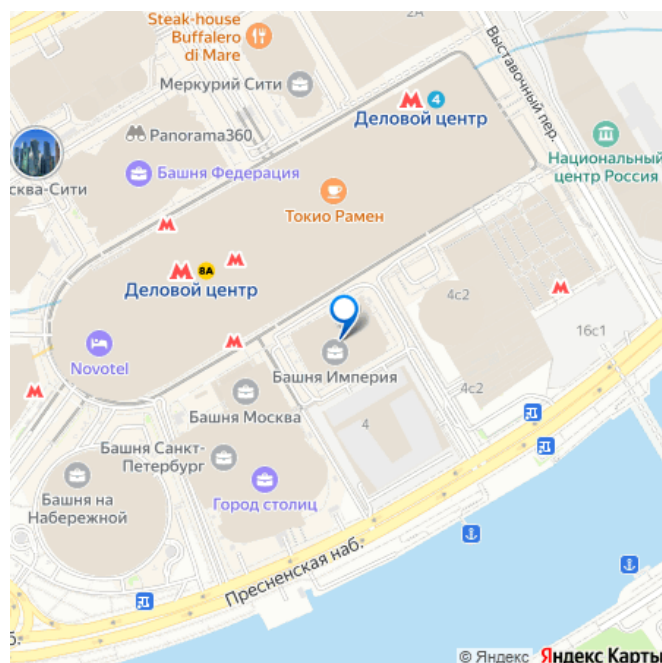 Steak-house
Buffalero
di Mare
2А
Выставочный пер.
Меркурий Сити
4
Деловой центр
Panorama360
Национальный
центр Россия
сква-Сити
Башня Федерация
Токио Рамен
8А
Деловой центр
4с2
16с1
Novotel
Башня Империя
4с2
Башня Москва
4
Башня Санкт-
Петербург
Башня на
Набережной
Город столиц
Пресненская наб.
б.
© Яндекс Яндекс Карты